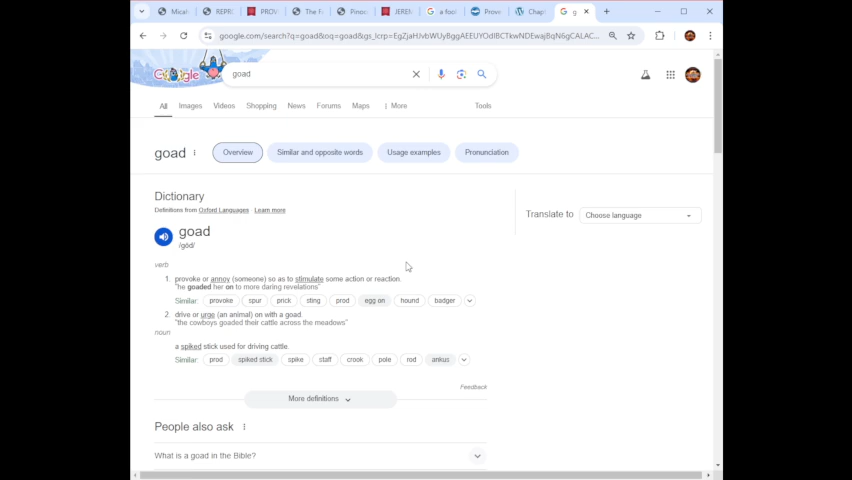 Mical
REPR
PROV
The F
Pinoc
JEREM
a fool
Prove
Chap
g
google.com/search?q=goad&oq=goad&gs_lcrp=EgZjaHJvbWUyBggAEEUYOdIBCTkwNDEwajBqN6gCALAC...
goad
All Images Videos Shopping News Forums Maps More Tools
goad Overview Similar and opposite words Usage examples Pronunciation
Dictionary
Definitions from Oxford Languages Learn more
Translate to Choose language
goad
/gōd/
verb
1. provoke or annoy (someone) so as to stimulate some action or reaction.
"he goaded her on to more daring revelations"
Similar: provoke spur prick sting prod egg on hound badger
2. drive or urge (an animal) on with a goad.
"the cowboys goaded their cattle across the meadows"
noun
a spiked stick used for driving cattle.
Similar: prod spiked stick spike staff crook pole rod ankus
Feedback
More definitions
People also ask
What is a goad in the Bible?